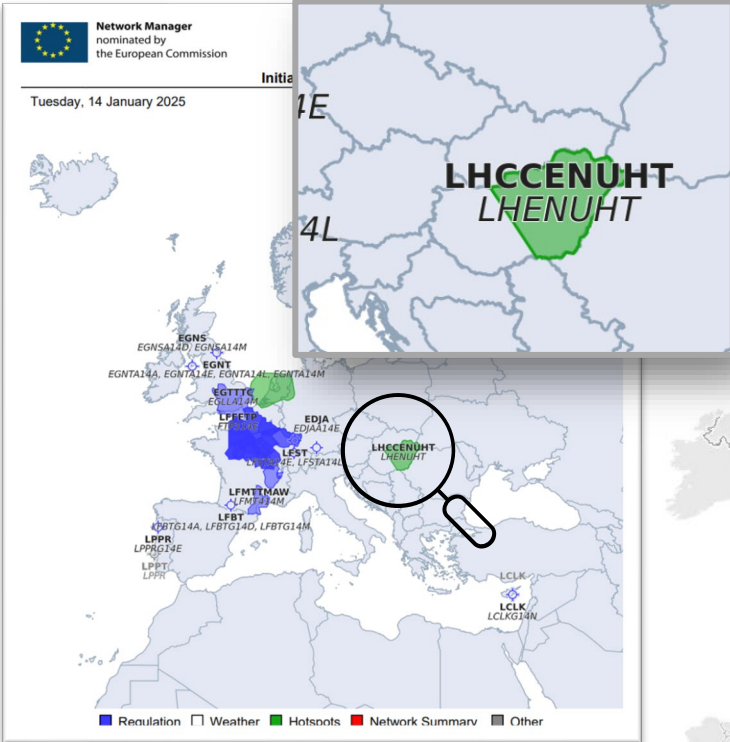 Network Manager
nominated by
the European Commission
Initia
Tuesday, 14 January 2025
4E
LHCCENUHT
LHENUHT
4L
EGNS
EGNSA14D, EGNSA14M
EGNT
EGNTA14A, EGNTA14E, EGNTA14L, EGNTA14M
EGTTTC
EGLLA14M
EDJA
EDJAA14E
LFFFTP
LFST
LFSTA14L
LHCCENUHT
LHENUHT
LFMTTMAW
LFBT
LFBTG14A, LFBTG14D, LFBTG14M
LPPR
LPPRG14E
LPPT
LPPR
LCLK
LCLK
LCLKG14N
Regulation Weather Hotspots Network Summary Other